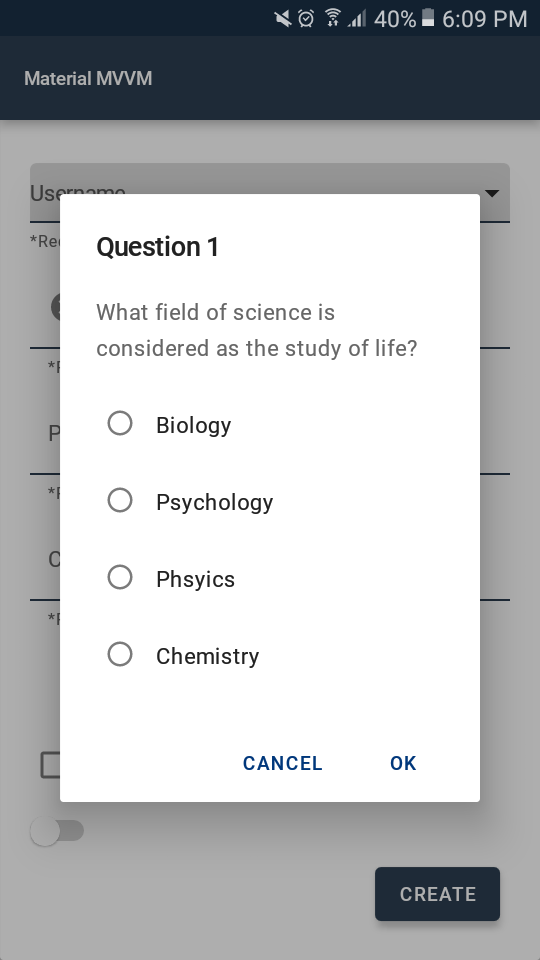 40% 6:09 PM
Material MVVM
Username
*Re
Question 1
What field of science is
considered as the study of life?
Biology
Psychology
Phsyics
Chemistry
CANCEL OK
CREATE